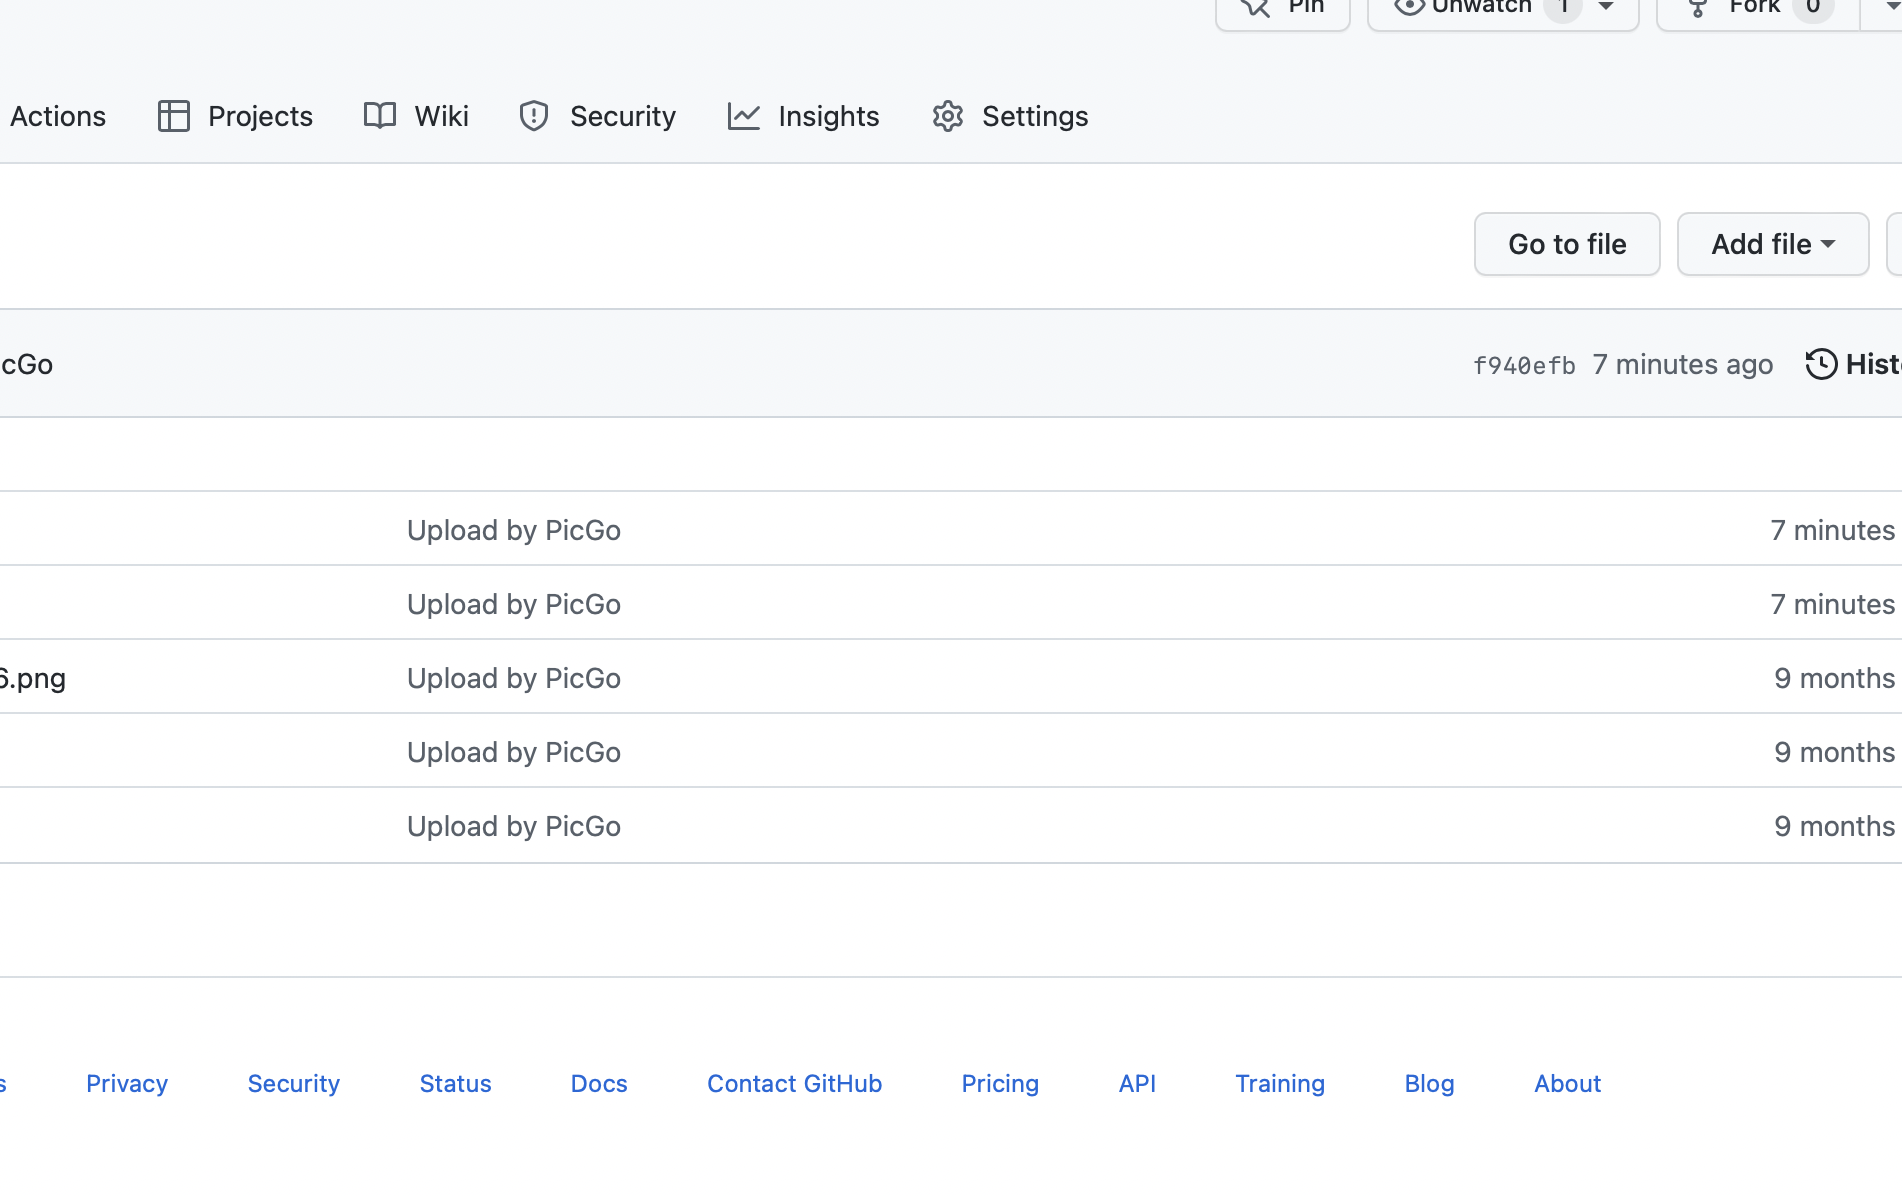 Pin Unwatch 1 Fork 0
Actions Projects Wiki Security Insights Settings
Go to file Add file
cGo f940efb 7 minutes ago Hist
Upload by PicGo 7 minutes
Upload by PicGo 7 minutes
6.png Upload by PicGo 9 months
Upload by PicGo 9 months
Upload by PicGo 9 months
s Privacy Security Status Docs Contact GitHub Pricing API Training Blog About